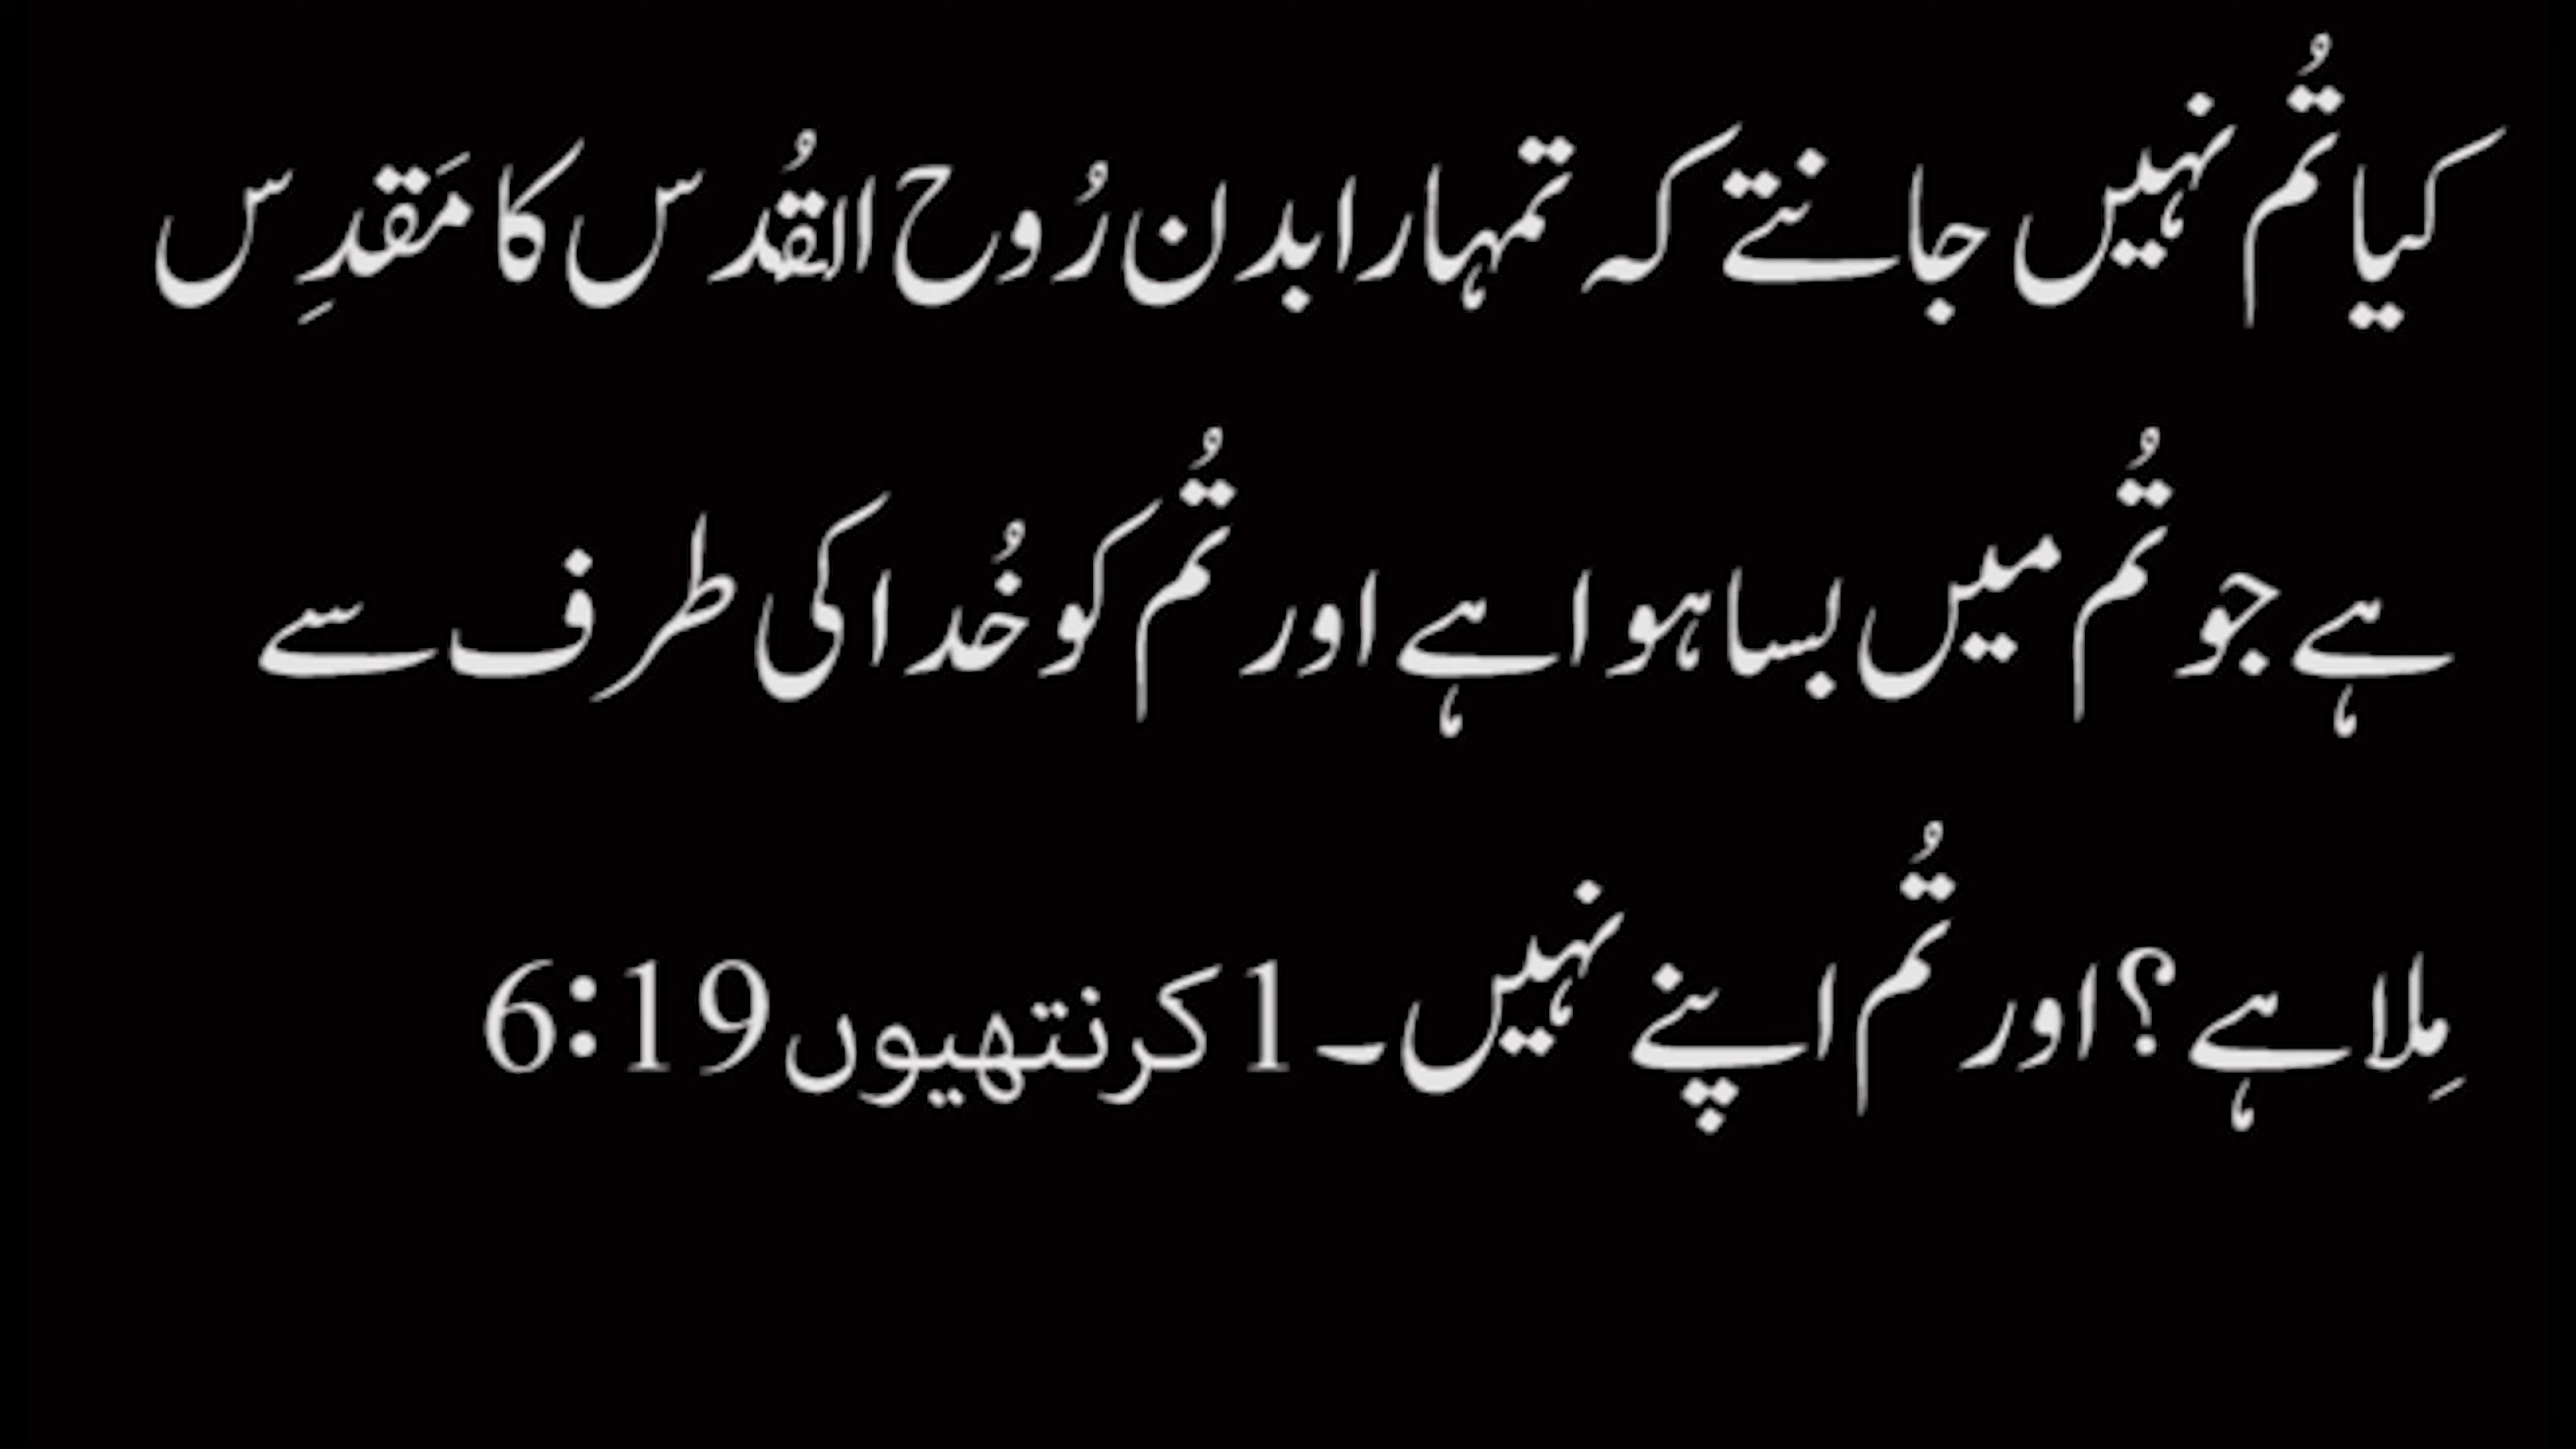 کیا تُم نہیں جانتے کہ تمہارا بدن رُوح القُدس کا مَقدِس
ہے جو تُم میں بسا ہوا ہے اور تُم کو خُدا کی طرف سے
مِلا ہے؟ اور تُم اپنے نہیں۔ 1 کرنتھیوں 6:19